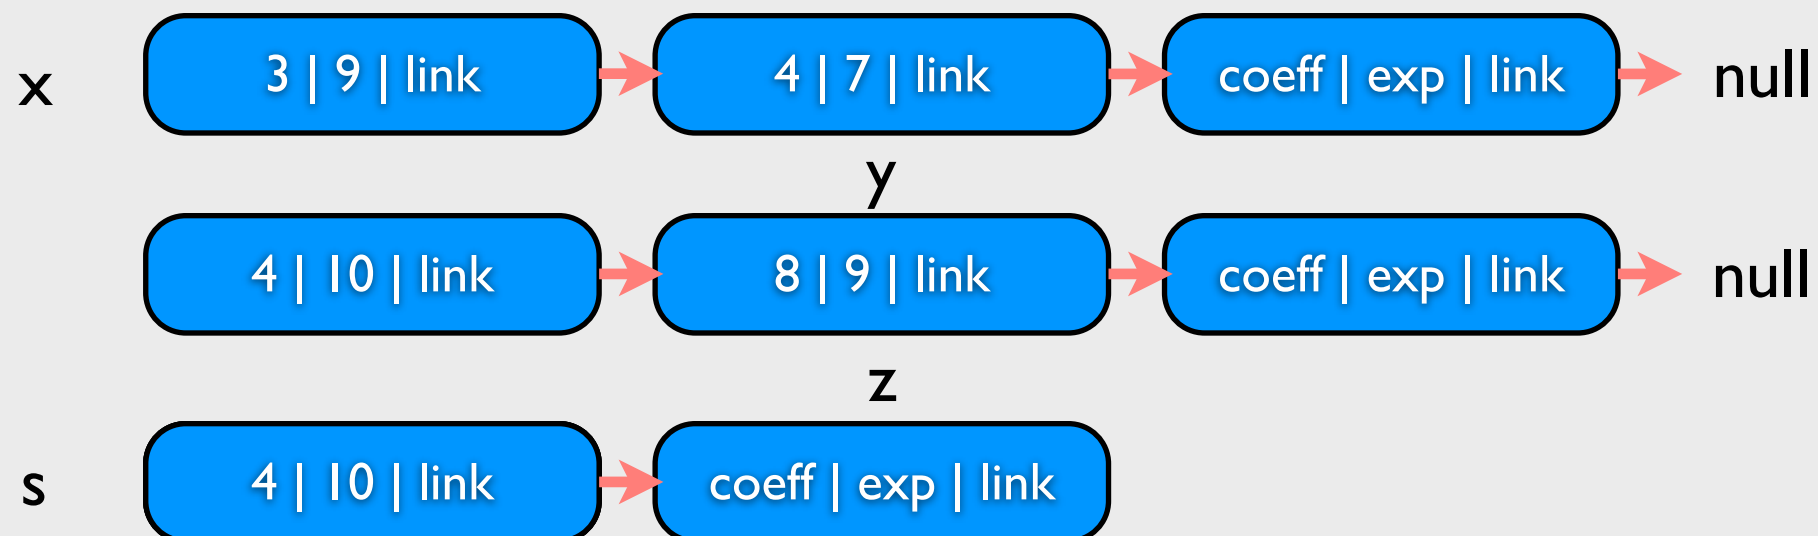 x 3 | 9 | link 4 | 7 | link coeff | exp | link null
y
4 | 10 | link 8 | 9 | link coeff | exp | link null
z
s 4 | 10 | link coeff | exp | link